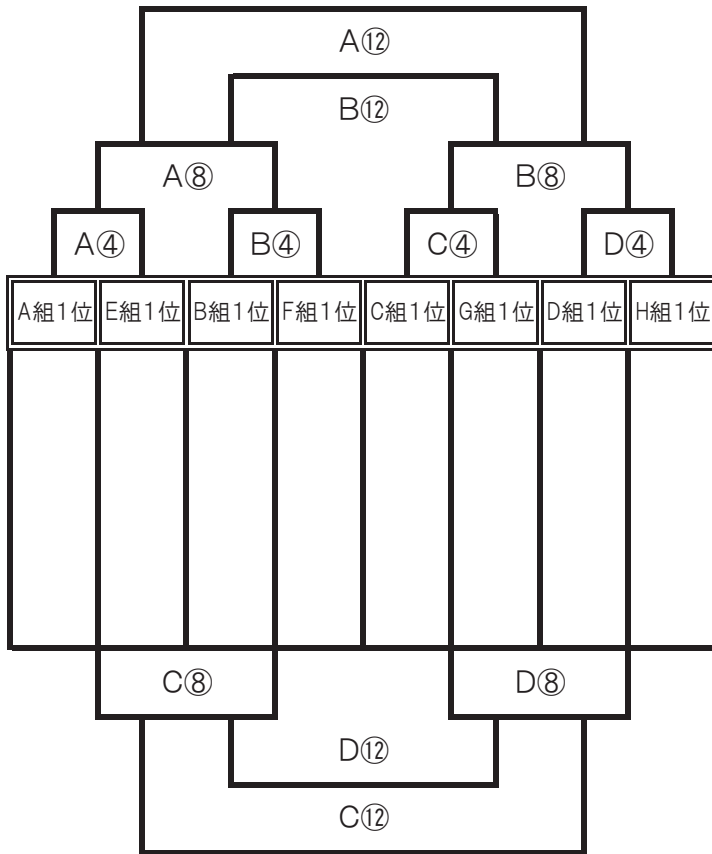 A⑫
B⑫
A⑧ B⑧
A④ B④ C④ D④
A組1位 E組1位 B組1位 F組1位 C組1位 G組1位 D組1位 H組1位
C⑧ D⑧
D⑫
C⑫